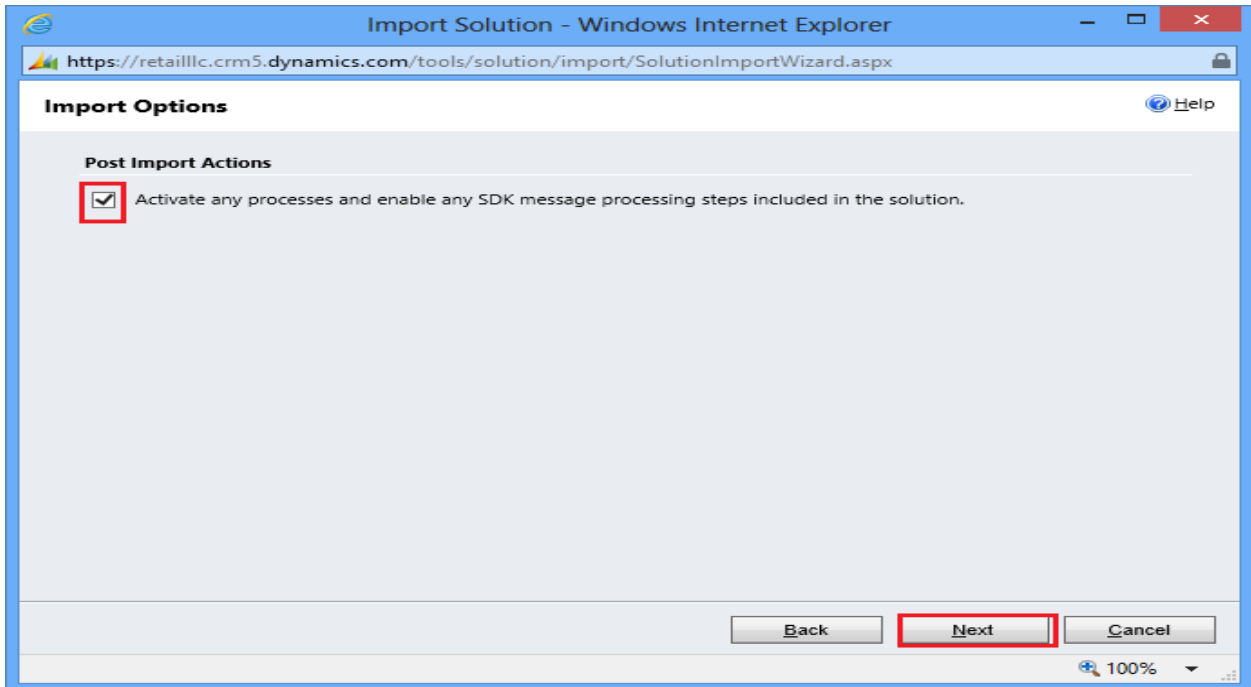 Import Solution - Windows Internet Explorer
https://retailllc.crm5.dynamics.com/tools/solution/import/SolutionImportWizard.aspx
Import Options
Help
Post Import Actions
Activate any processes and enable any SDK message processing steps included in the solution.
Back Next Cancel
100%